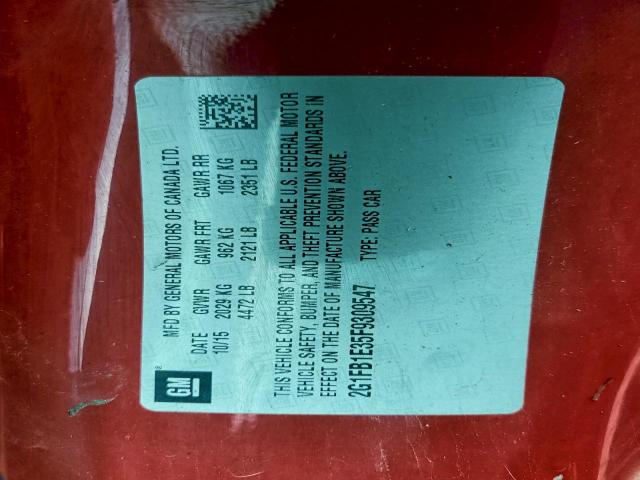 GM
MFD BY GENERAL MOTORS OF CANADA LTD.
DATE GVWR GAWR FRT GAWR RR
10/15 2029 KG 962 KG 1067 KG
4472 LB 2121 LB 2351 LB
THIS VEHICLE CONFORMS TO ALL APPLICABLE U.S. FEDERAL MOTOR
VEHICLE SAFETY, BUMPER, AND THEFT PREVENTION STANDARDS IN
EFFECT ON THE DATE OF MANUFACTURE SHOWN ABOVE.
2G1FB1E35F9309547 TYPE: PASS CAR